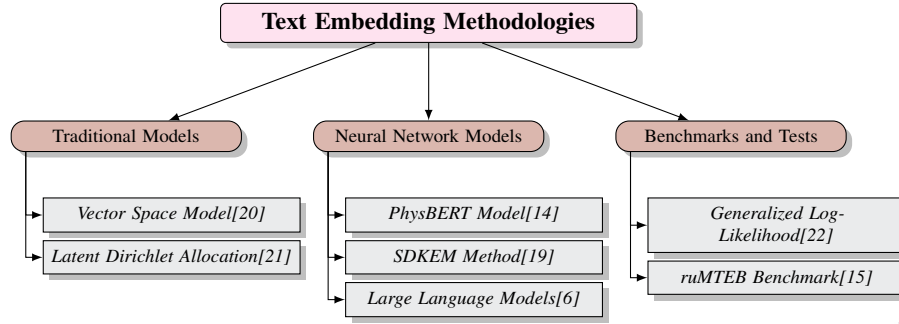 Text Embedding Methodologies
Traditional Models
Neural Network Models
Benchmarks and Tests
Vector Space Model[20]
Latent Dirichlet Allocation[21]
PhysBERT Model[14]
SDKEM Method[19]
Large Language Models[6]
Generalized Log-
Likelihood[22]
ruMTEB Benchmark[15]